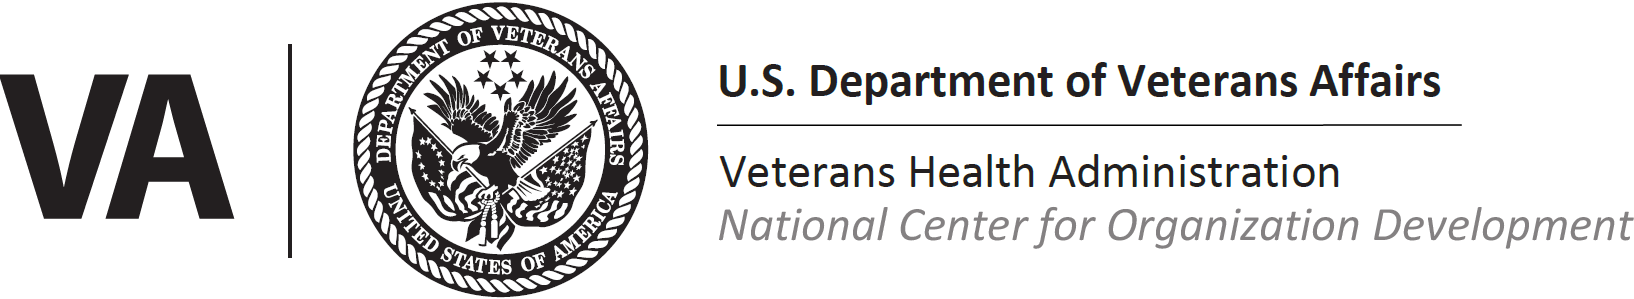 VA
DEPARTMENT OF VETERANS AFFAIRS
UNITED STATES OF AMERICA
U.S. Department of Veterans Affairs
Veterans Health Administration
National Center for Organization Development